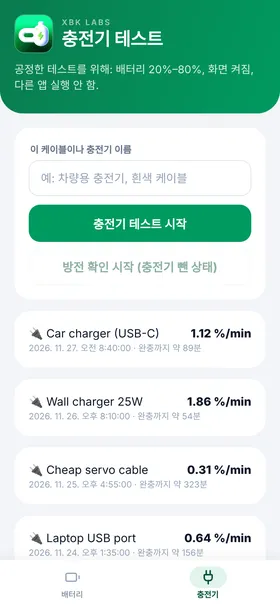 XBK LABS
충전기 테스트
공정한 테스트를 위해: 배터리 20%–80%, 화면 켜짐,
다른 앱 실행 안 함.
이 케이블이나 충전기 이름
예: 차량용 충전기, 흰색 케이블
충전기 테스트 시작
방전 확인 시작 (충전기 뺀 상태)
Car charger (USB-C) 1.12 %/min
2026. 11. 27. 오전 8:40:00 · 완충까지 약 89분
Wall charger 25W 1.86 %/min
2026. 11. 26. 오후 8:10:00 · 완충까지 약 54분
Cheap servo cable 0.31 %/min
2026. 11. 25. 오후 4:55:00 · 완충까지 약 323분
Laptop USB port 0.64 %/min
2026. 11. 24. 오후 1:35:00 · 완충까지 약 156분
배터리 충전기